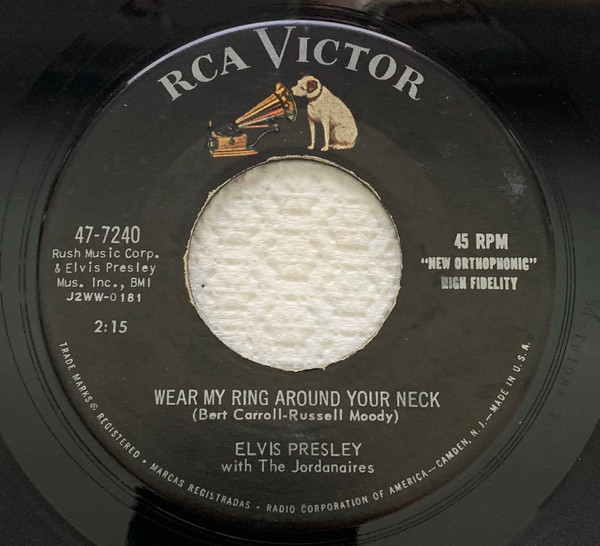 RCA VICTOR
47-7240
Rush Music Corp.
& Elvis Presley
Mus. Inc., BMI
J2WW-0181
2:15
45 RPM
"NEW ORTHOPHONIC"
HIGH FIDELITY
WEAR MY RING AROUND YOUR NECK
(Bert Carroll-Russell Moody)
ELVIS PRESLEY
with The Jordanaires
TRADE MARKS ® REGISTERED • MARCAS REGISTRADAS • RADIO CORPORATION OF AMERICA—CAMDEN, N.J.—MADE IN U.S.A.